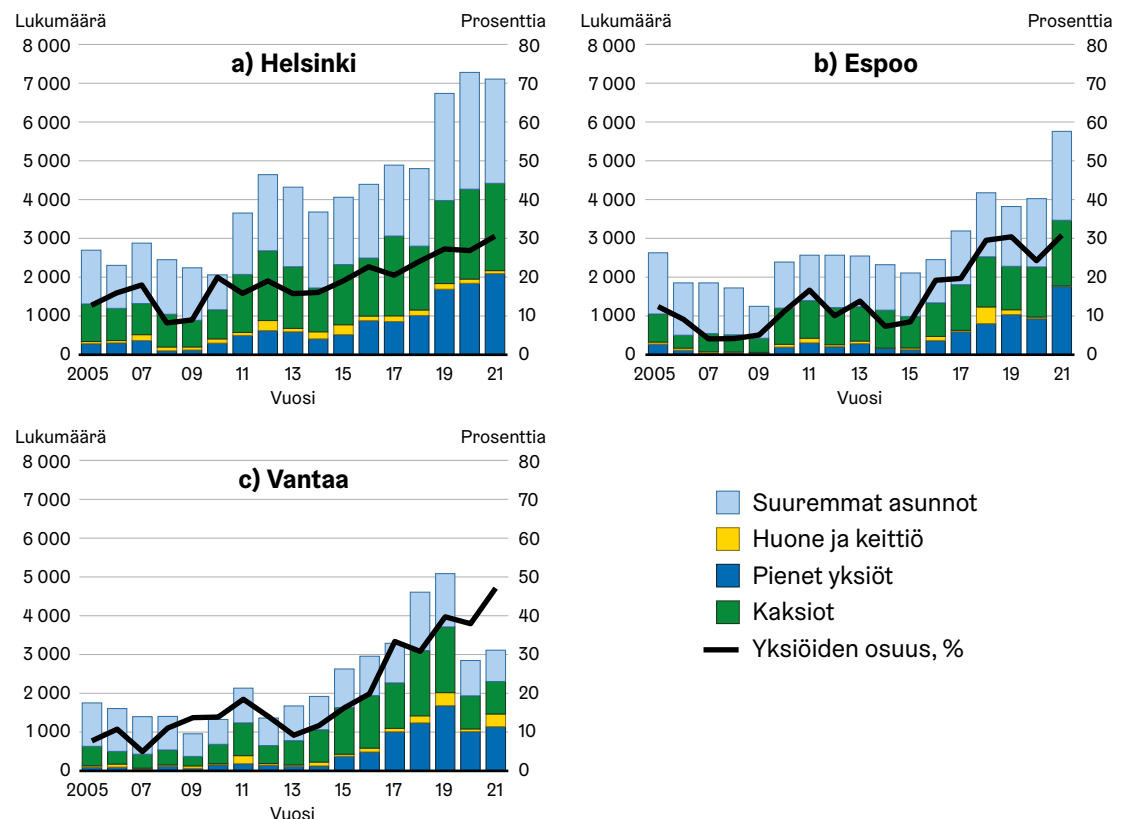 Lukumäärä Prosenttia
a) Helsinki
8 000 80
7 000 70
6 000 60
5 000 50
4 000 40
3 000 30
2 000 20
1 000 10
0 0
2005 07 09 11 13 15 17 19 21
Vuosi
Lukumäärä Prosenttia
b) Espoo
8 000 80
7 000 70
6 000 60
5 000 50
4 000 40
3 000 30
2 000 20
1 000 10
0 0
2005 07 09 11 13 15 17 19 21
Vuosi
Lukumäärä Prosenttia
c) Vantaa
8 000 80
7 000 70
6 000 60
5 000 50
4 000 40
3 000 30
2 000 20
1 000 10
0 0
2005 07 09 11 13 15 17 19 21
Vuosi
Suuremmat asunnot
Huone ja keittiö
Pienet yksiöt
Kaksiot
Yksiöiden osuus, %